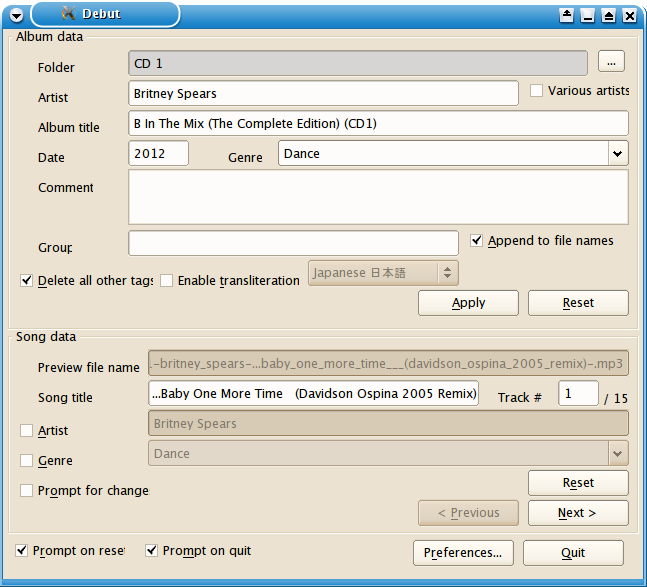 Debut
Album data
Folder CD 1 ...
Artist Britney Spears Various artists
Album title B In The Mix (The Complete Edition) (CD1)
Date 2012 Genre Dance
Comment
Group Append to file names
Delete all other tags Enable transliteration Japanese 日本語
Apply Reset
Song data
Preview file name .-britney_spears-...baby_one_more_time___(davidson_ospina_2005_remix)-.mp3
Song title ...Baby One More Time (Davidson Ospina 2005 Remix) Track # 1 / 15
Artist Britney Spears
Genre Dance
Prompt for change
Reset
< Previous Next >
Prompt on reset Prompt on quit Preferences... Quit